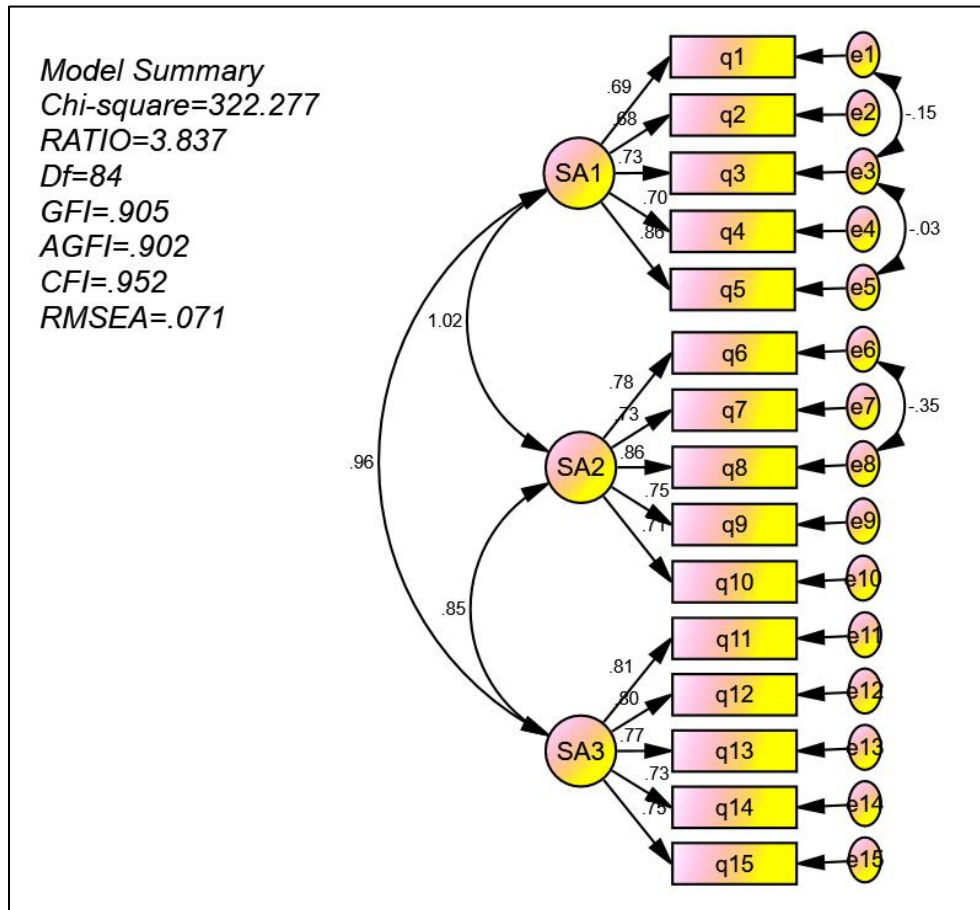 Model Summary
Chi-square=322.277
RATIO=3.837
Df=84
GFI=.905
AGFI=.902
CFI=.952
RMSEA=.071
q1
e1
.69
q2
e2
-.15
.68
.73
SA1
q3
e3
.70
q4
e4
-.03
.86
q5
e5
1.02
q6
e6
.78
q7
e7
-.35
.73
.96
.86
SA2
q8
e8
.75
q9
e9
.71
q10
e10
.85
q11
e11
.81
q12
e12
.80
.77
SA3
q13
e13
.73
q14
e14
.75
q15
e15